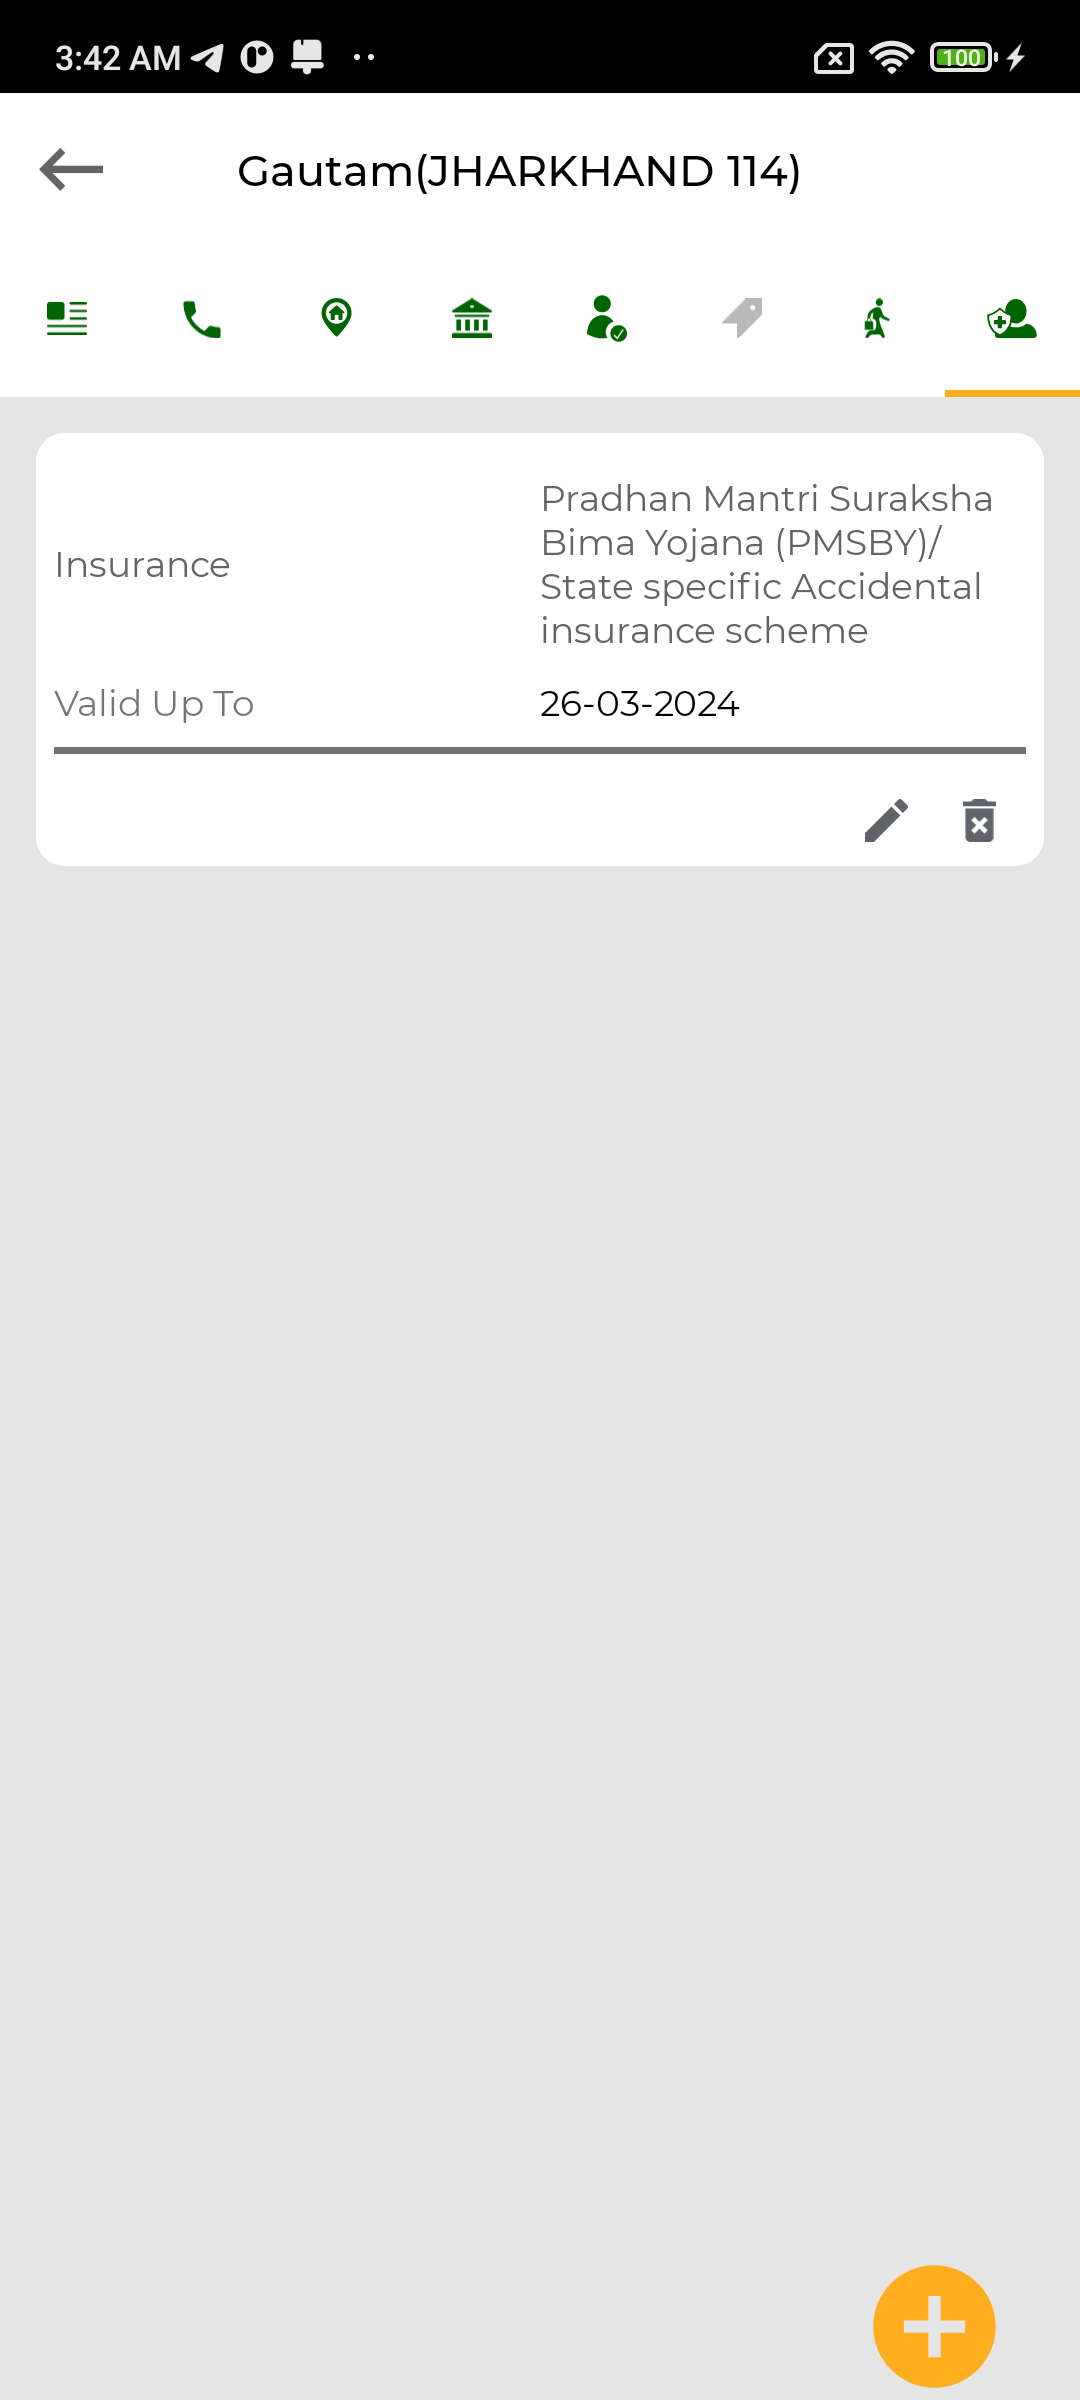 3:42 AM
100
Gautam(JHARKHAND 114)
Insurance
Pradhan Mantri Suraksha
Bima Yojana (PMSBY)/
State specific Accidental
insurance scheme
Valid Up To
26-03-2024